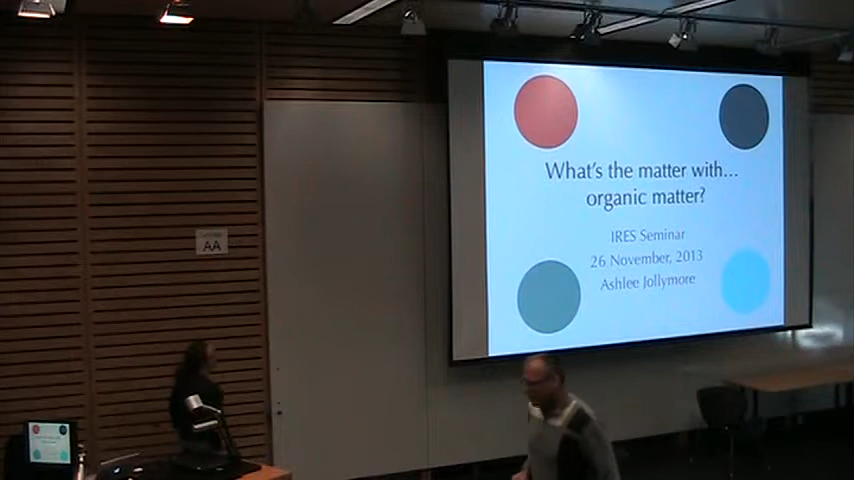 What's the matter with...
organic matter?
IRES Seminar
26 November, 2013
Ashlee Jollymore
AA